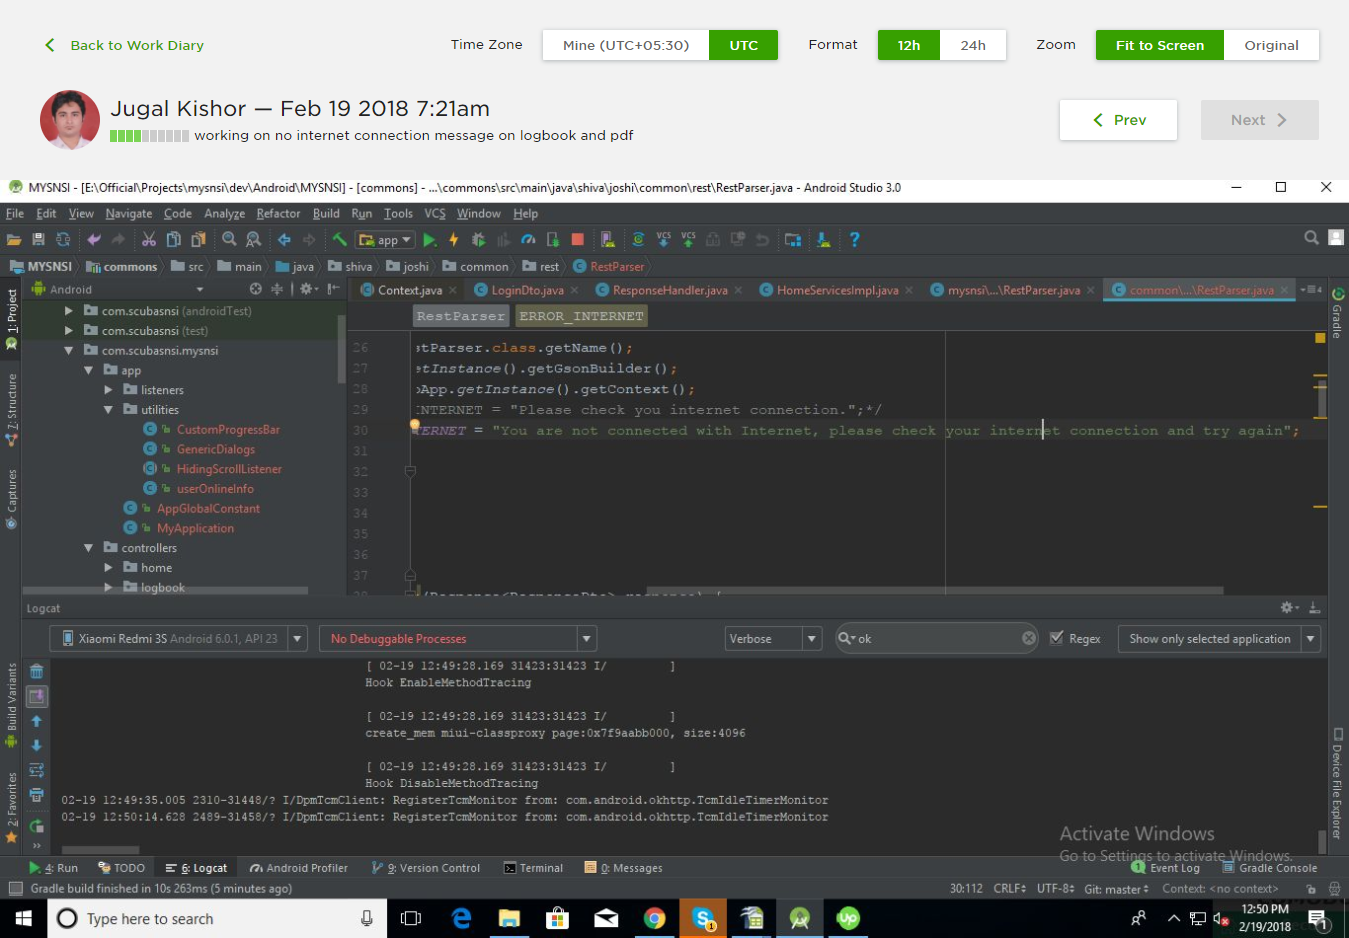 Back to Work Diary
Time Zone Mine (UTC+05:30) UTC Format 12h 24h Zoom Fit to Screen Original
Jugal Kishor — Feb 19 2018 7:21am
working on no internet connection message on logbook and pdf
Prev Next
MYSNSI - [E:\Official\Projects\mysnsi\dev\Android\MYSNSI] - [commons] - ...\commons\src\main\java\shiva\joshi\common\rest\RestParser.java - Android Studio 3.0
File Edit View Navigate Code Analyze Refactor Build Run Tools VCS Window Help
app VCS VCS ?
MYSNSI commons src main java shiva joshi common rest RestParser
Android
Context.java LoginDto.java ResponseHandler.java HomeServicesImpl.java mysnsi\...\RestParser.java common\...\RestParser.java
1: Project
Z: Structure
Captures
Build Variants
2: Favorites
com.scubasnsi (androidTest)
com.scubasnsi (test)
com.scubasnsi.mysnsi
app
listeners
utilities
CustomProgressBar
GenericDialogs
HidingScrollListener
userOnlineInfo
AppGlobalConstant
MyApplication
controllers
home
logbook
RestParser ERROR_INTERNET
26 stParser.class.getName();
27 etInstance().getGsonBuilder();
28 pApp.getInstance().getContext();
29 INTERNET = "Please check you internet connection.";*/
30 TERNET = "You are not connected with Internet, please check your internet connection and try again";
31
32
33
34
35
36
37
Gradle
Device File Explorer
Logcat
Xiaomi Redmi 3S Android 6.0.1, API 23 No Debuggable Processes Verbose ok Regex Show only selected application
[ 02-19 12:49:28.169 31423:31423 I/ ]
Hook EnableMethodTracing
[ 02-19 12:49:28.169 31423:31423 I/ ]
create_mem miui-classproxy page:0x7f9aabb000, size:4096
[ 02-19 12:49:28.169 31423:31423 I/ ]
Hook DisableMethodTracing
02-19 12:49:35.005 2310-31448/? I/DpmTcmClient: RegisterTcmMonitor from: com.android.okhttp.TcmIdleTimerMonitor
02-19 12:50:14.628 2489-31458/? I/DpmTcmClient: RegisterTcmMonitor from: com.android.okhttp.TcmIdleTimerMonitor
Activate Windows
Go to Settings to activate Windows.
4: Run TODO 6: Logcat Android Profiler 9: Version Control Terminal 0: Messages 1 Event Log Gradle Console
Gradle build finished in 10s 263ms (5 minutes ago) 30:112 CRLF UTF-8 Git: master Context: <no context>
Type here to search
1
up
12:50 PM
2/19/2018
1